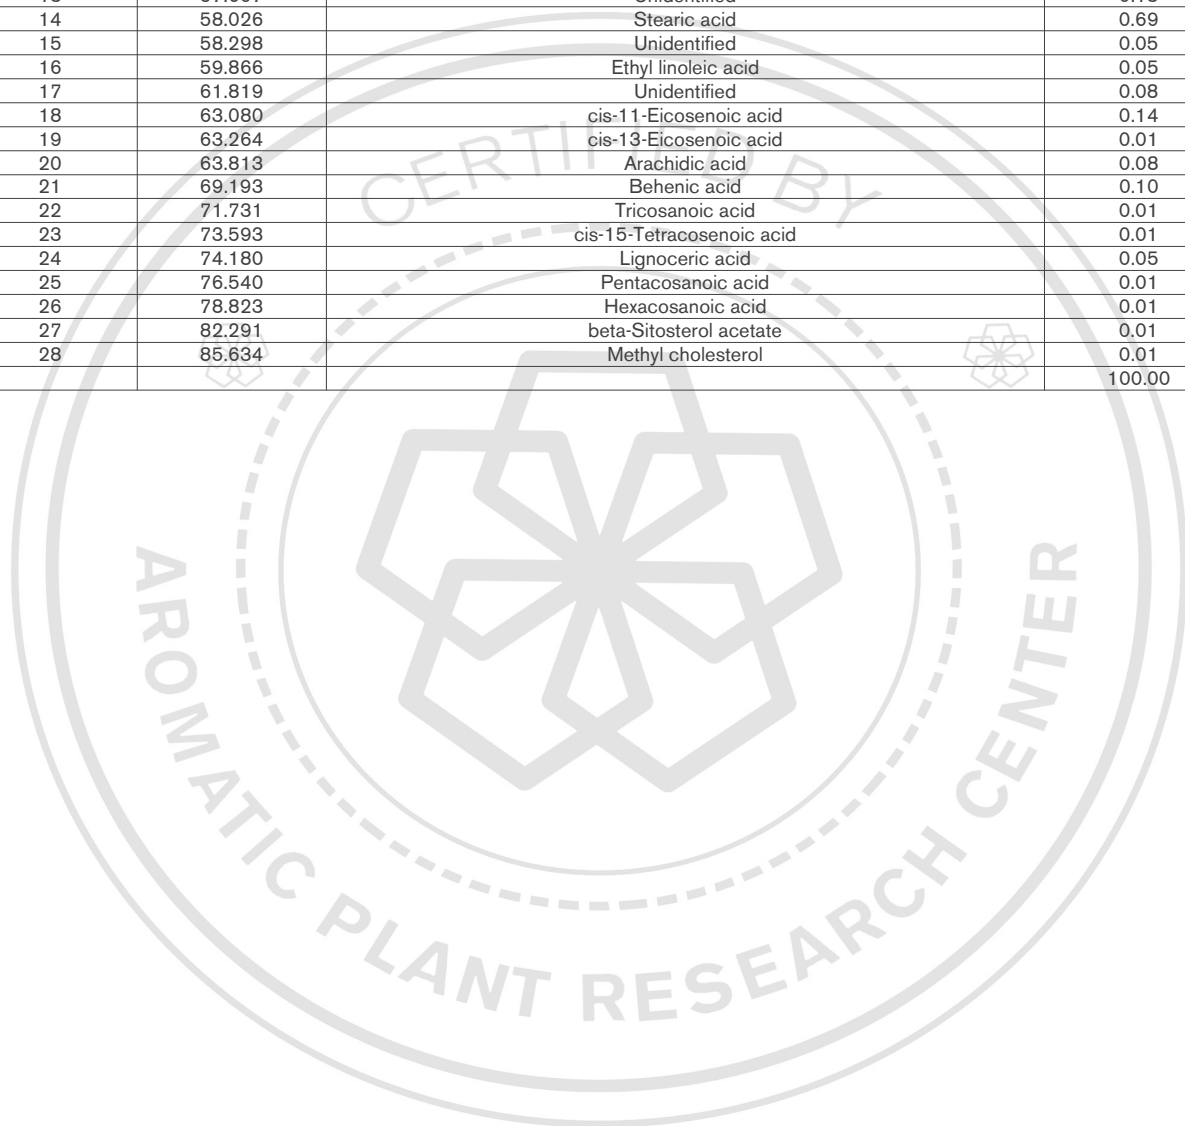 14 58.026 Stearic acid 0.69
15 58.298 Unidentified 0.05
16 59.866 Ethyl linoleic acid 0.05
17 61.819 Unidentified 0.08
18 63.080 cis-11-Eicosenoic acid 0.14
19 63.264 cis-13-Eicosenoic acid 0.01
20 63.813 Arachidic acid 0.08
21 69.193 Behenic acid 0.10
22 71.731 Tricosanoic acid 0.01
23 73.593 cis-15-Tetracosenoic acid 0.01
24 74.180 Lignoceric acid 0.05
25 76.540 Pentacosanoic acid 0.01
26 78.823 Hexacosanoic acid 0.01
27 82.291 beta-Sitosterol acetate 0.01
28 85.634 Methyl cholesterol 0.01
100.00
CERTIFIED BY
AROMATIC PLANT RESEARCH CENTER